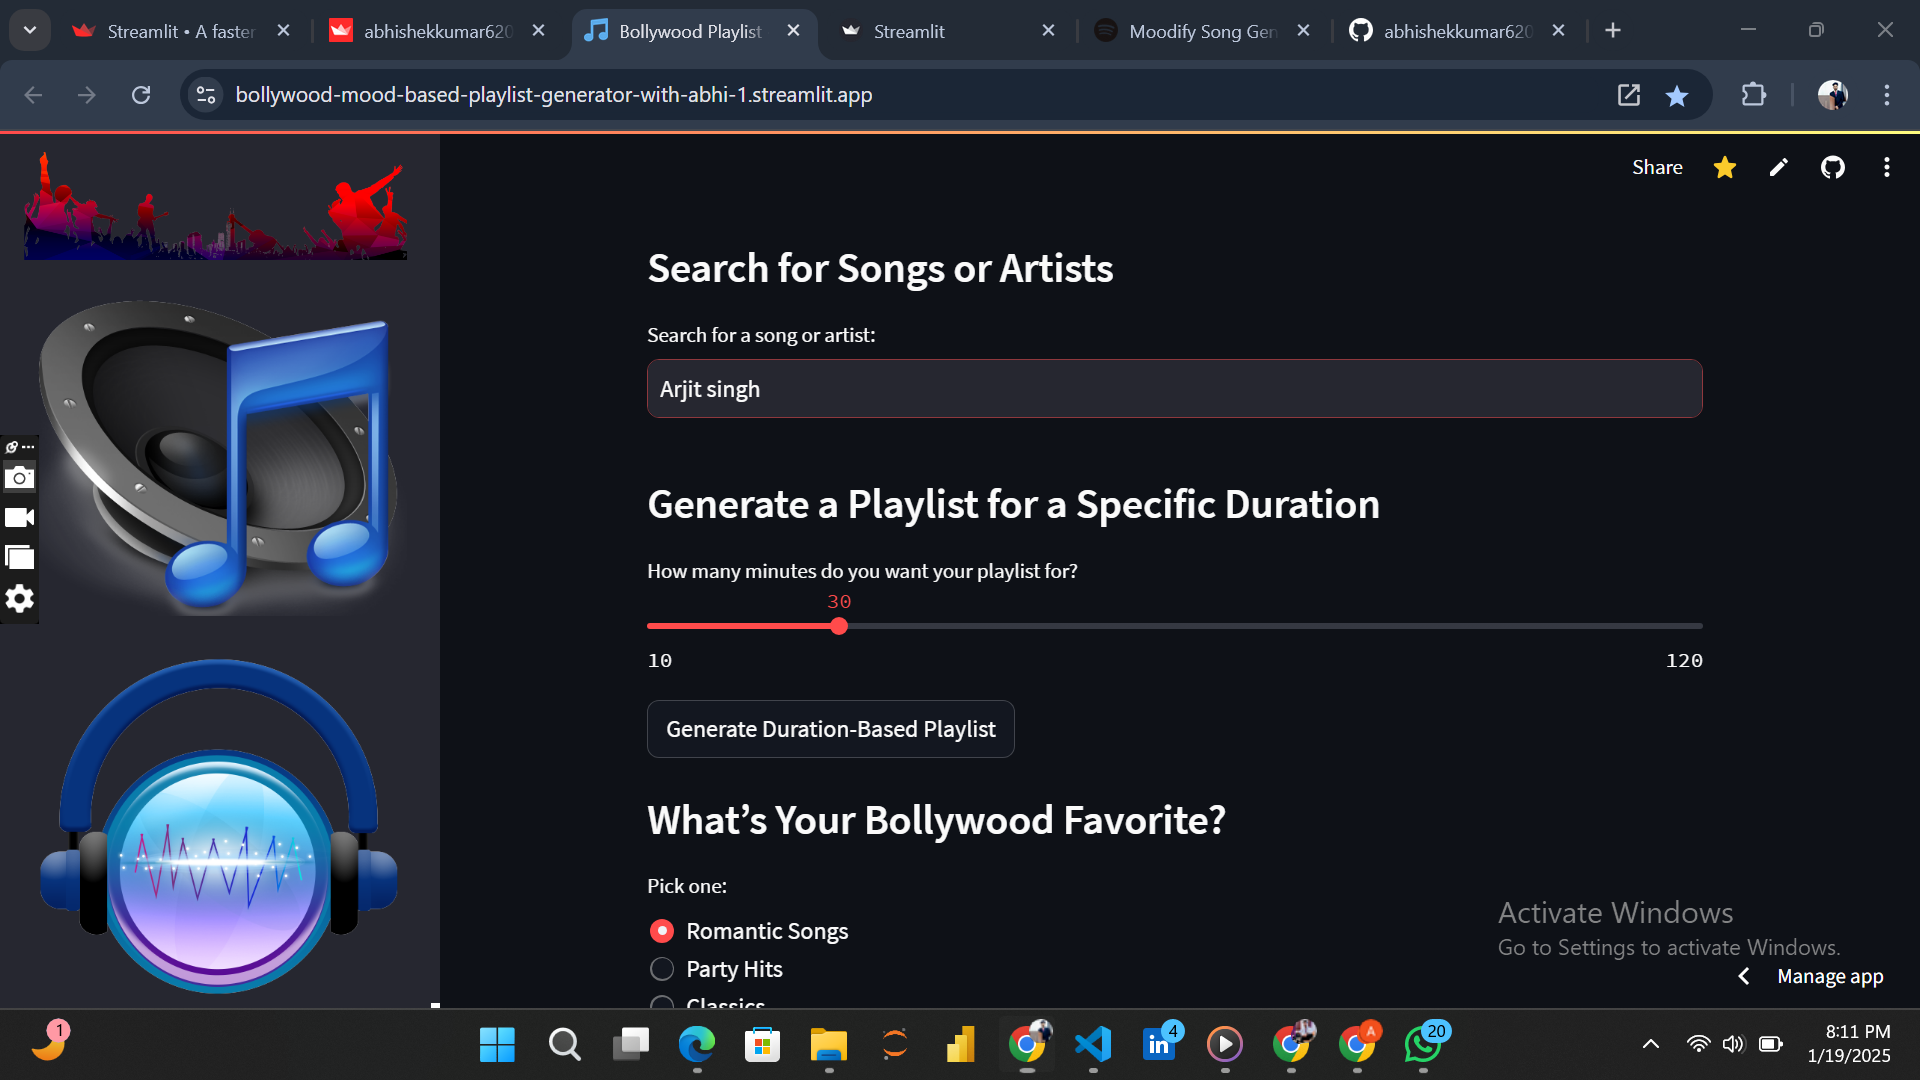 Streamlit • A faster
abhishekkumar620
Bollywood Playlist
Streamlit
Moodify Song Gen
abhishekkumar620
bollywood-mood-based-playlist-generator-with-abhi-1.streamlit.app
Share
Search for Songs or Artists
Search for a song or artist:
Arjit singh
Generate a Playlist for a Specific Duration
How many minutes do you want your playlist for?
30
10
120
Generate Duration-Based Playlist
What’s Your Bollywood Favorite?
Pick one:
Romantic Songs
Party Hits
Classics
Activate Windows
Go to Settings to activate Windows.
Manage app
1
4
A
20
8:11 PM
1/19/2025